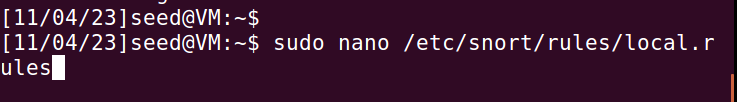 [11/04/23]seed@VM:~$
[11/04/23]seed@VM:~$ sudo nano /etc/snort/rules/local.r
ules